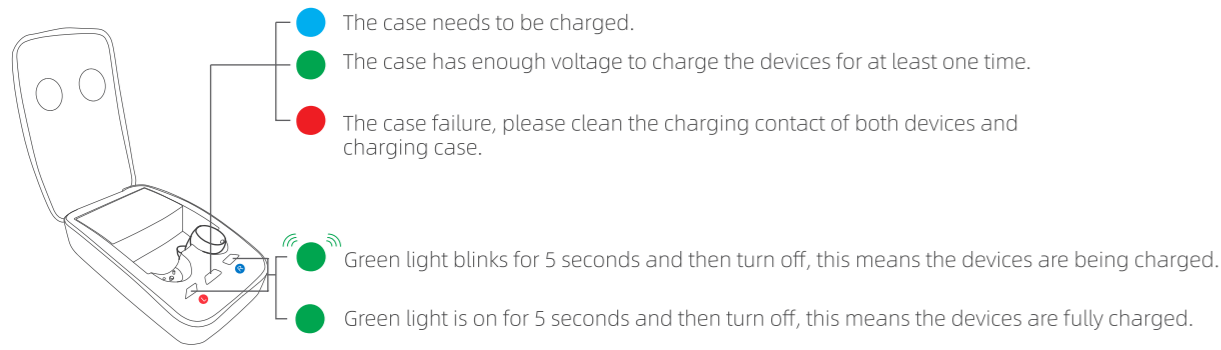 The case needs to be charged.
The case has enough voltage to charge the devices for at least one time.
The case failure, please clean the charging contact of both devices and
charging case.
Green light blinks for 5 seconds and then turn off, this means the devices are being charged.
Green light is on for 5 seconds and then turn off, this means the devices are fully charged.